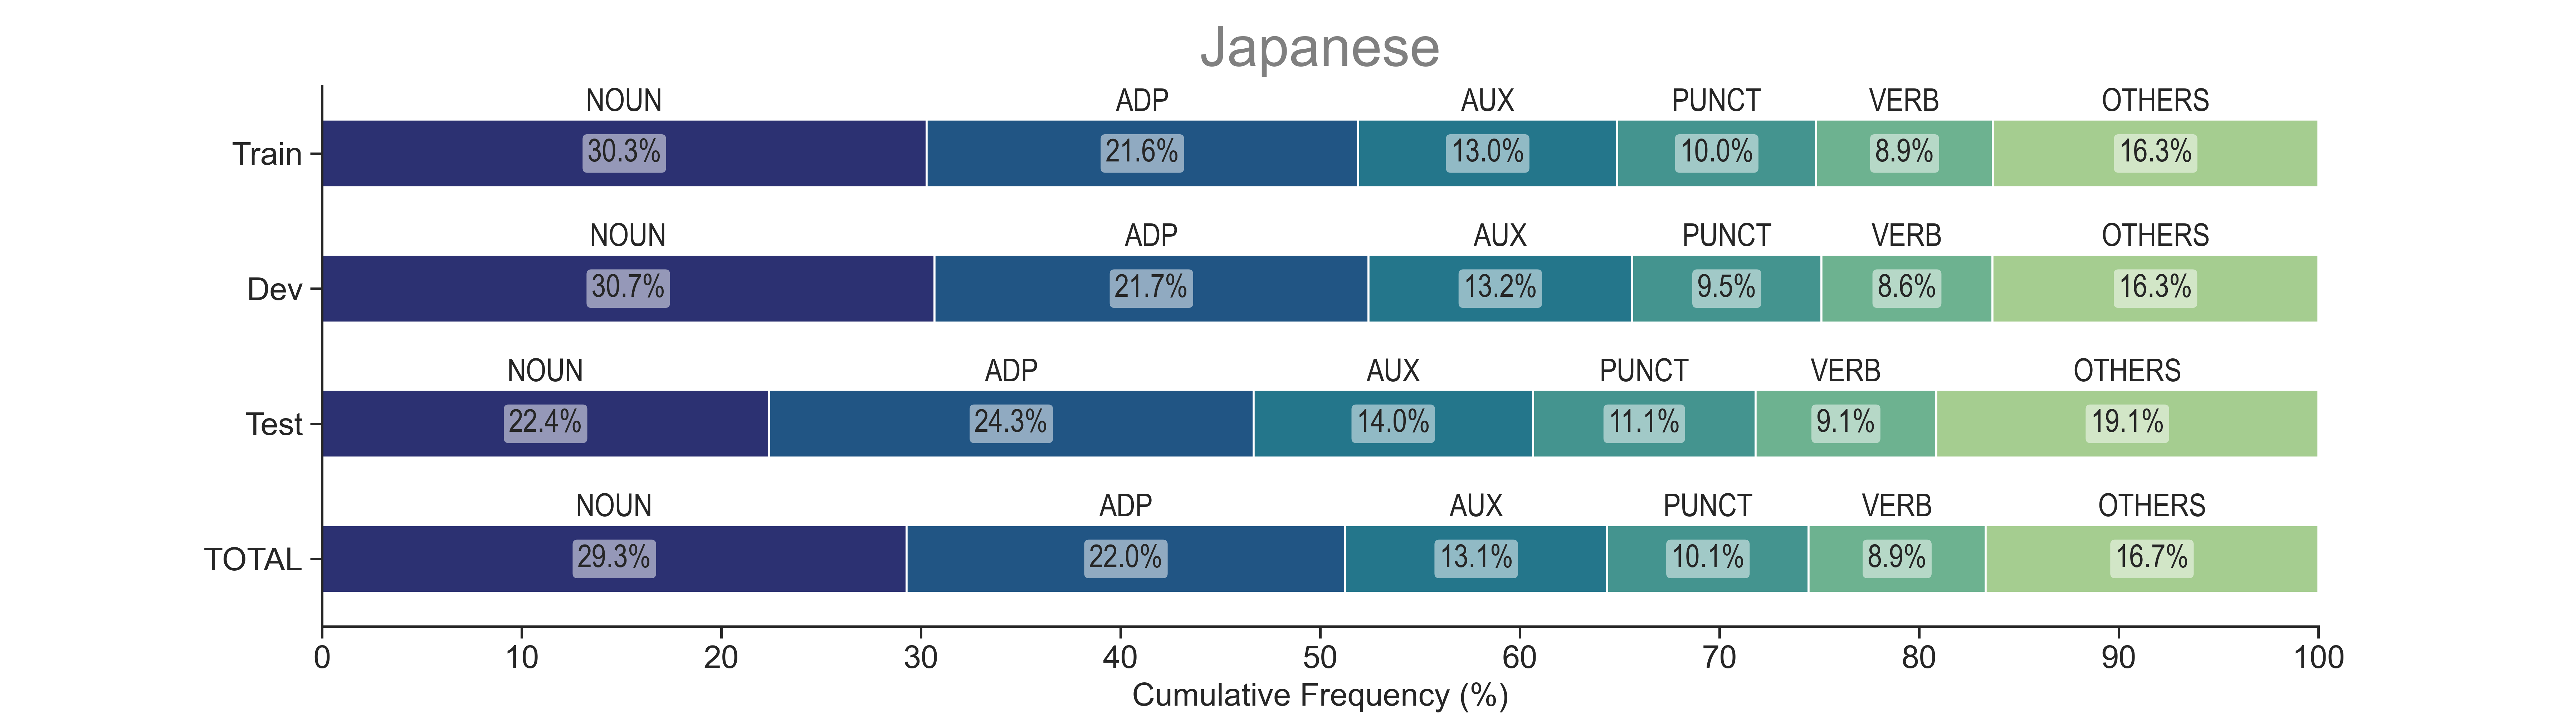 Japanese
NOUN ADP AUX PUNCT VERB OTHERS
Train 30.3% 21.6% 13.0% 10.0% 8.9% 16.3%
NOUN ADP AUX PUNCT VERB OTHERS
Dev 30.7% 21.7% 13.2% 9.5% 8.6% 16.3%
NOUN ADP AUX PUNCT VERB OTHERS
Test 22.4% 24.3% 14.0% 11.1% 9.1% 19.1%
NOUN ADP AUX PUNCT VERB OTHERS
TOTAL 29.3% 22.0% 13.1% 10.1% 8.9% 16.7%
0 10 20 30 40 50 60 70 80 90 100
Cumulative Frequency (%)